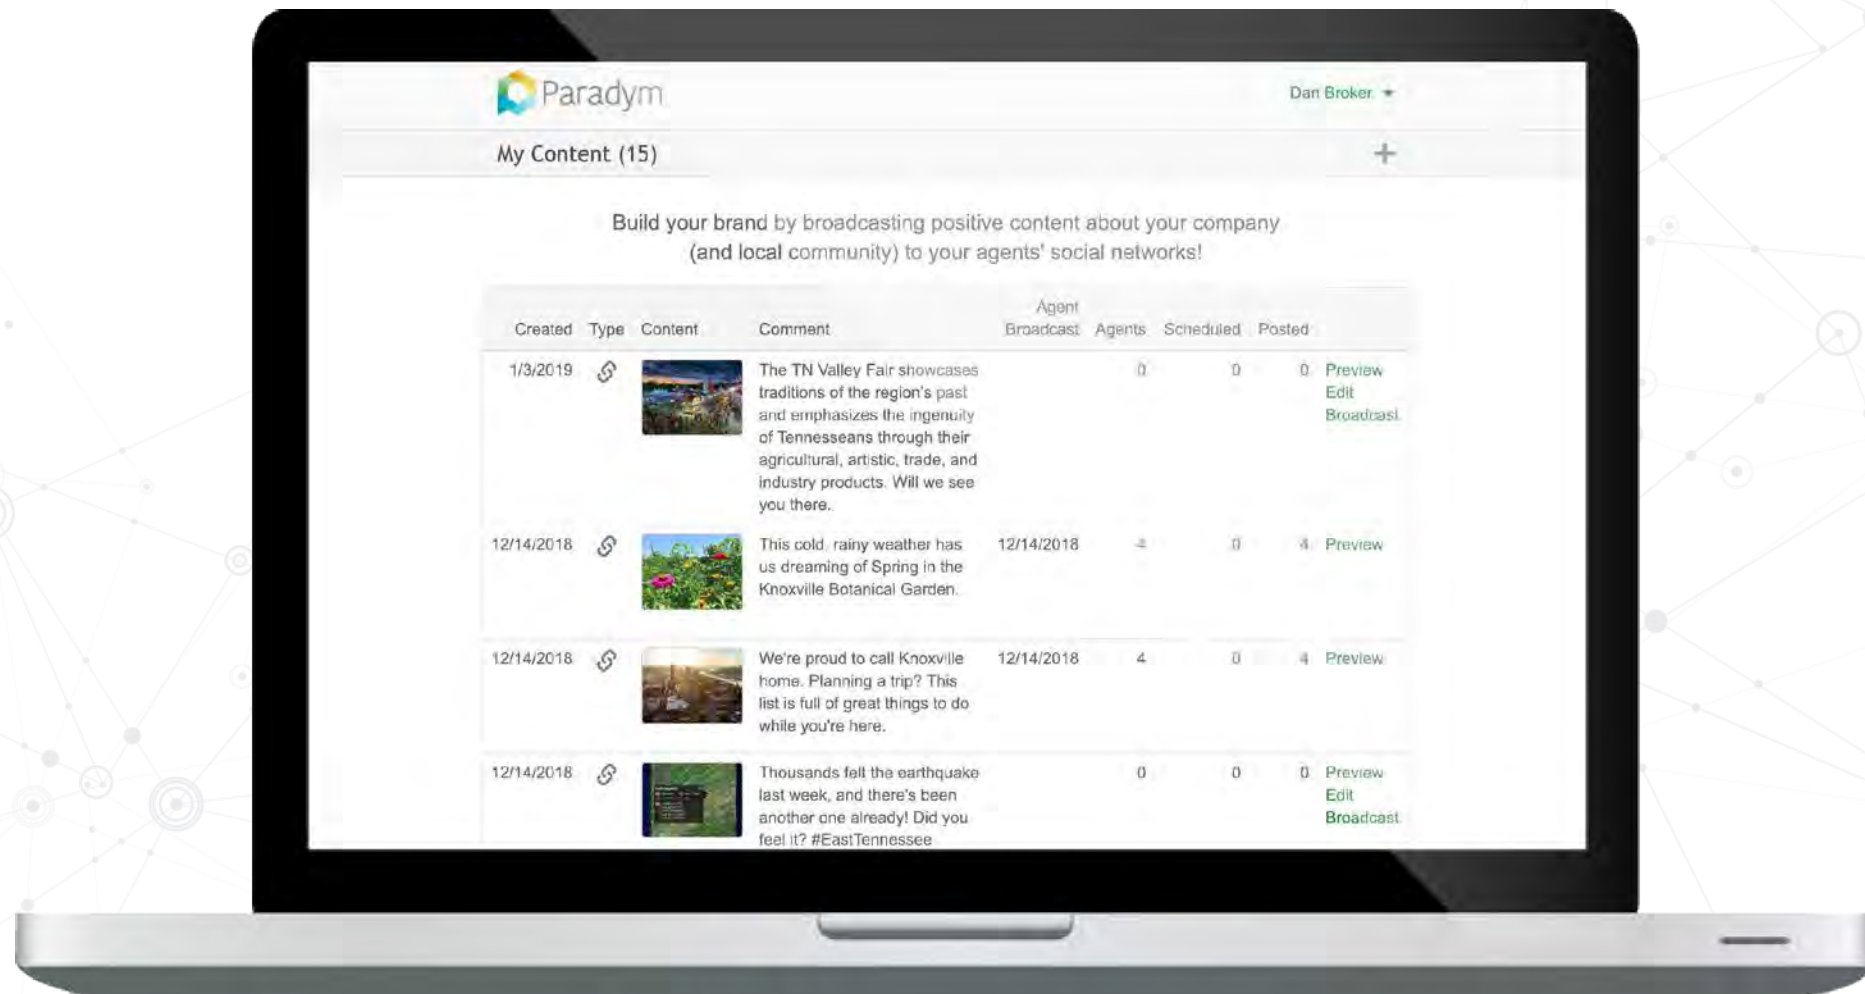 Paradym
Dan Broker
My Content (15)
Build your brand by broadcasting positive content about your company
(and local community) to your agents' social networks!
Agent
Created Type Content Comment Broadcast Agents Scheduled Posted
1/3/2019 The TN Valley Fair showcases 0 0 0 Preview
traditions of the region's past Edit
and emphasizes the ingenuity Broadcast
of Tennesseans through their
agricultural, artistic, trade, and
industry products. Will we see
you there.
12/14/2018 This cold, rainy weather has 12/14/2018 4 0 4 Preview
us dreaming of Spring in the
Knoxville Botanical Garden.
12/14/2018 We're proud to call Knoxville 12/14/2018 4 0 4 Preview
home. Planning a trip? This
list is full of great things to do
while you're here.
12/14/2018 Thousands felt the earthquake 0 0 0 Preview
last week, and there's been Edit
another one already! Did you Broadcast
feel it? #EastTennessee